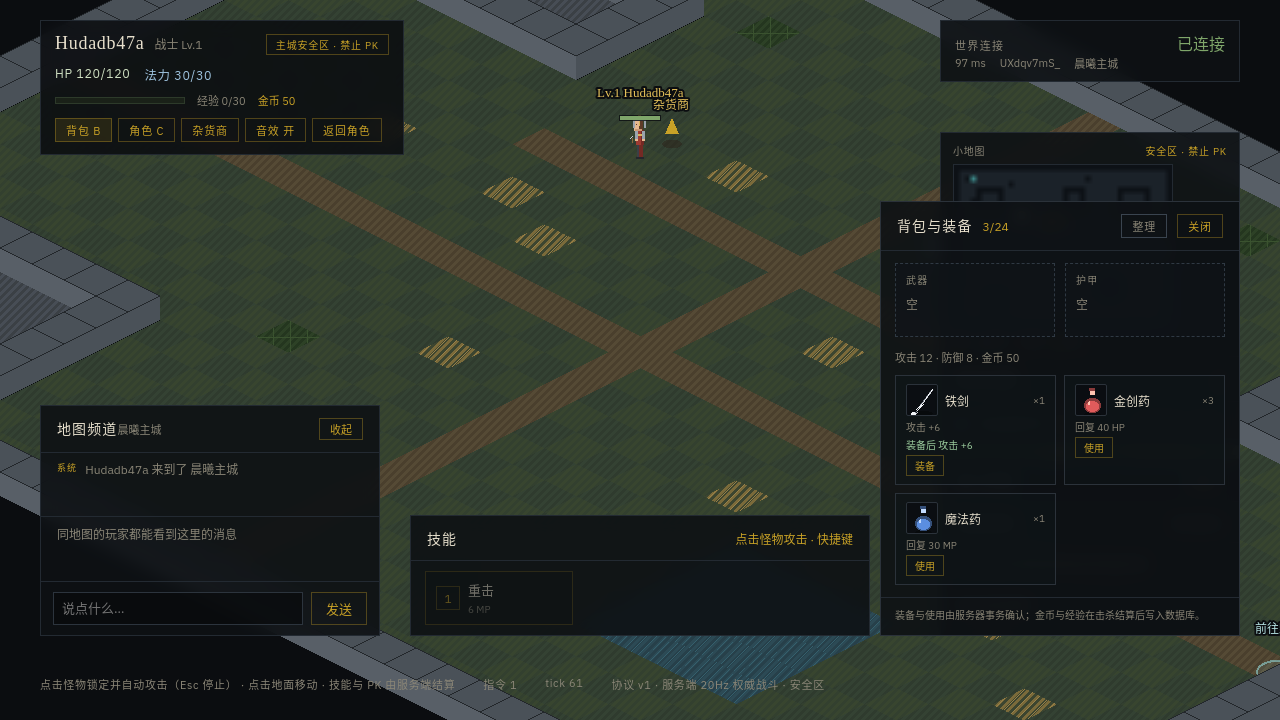 Hudadb47a 战士 Lv.1 主城安全区 · 禁止 PK
HP 120/120 法力 30/30
经验 0/30 金币 50
背包 B 角色 C 杂货商 音效 开 返回角色
世界连接 已连接
97 ms UXdqv7mS_ 晨曦主城
Lv.1 Hudadb47a
杂货商
小地图 安全区 · 禁止 PK
背包与装备 3/24 整理 关闭
武器 护甲
空 空
攻击 12 · 防御 8 · 金币 50
铁剑 ×1
攻击 +6
装备后 攻击 +6
装备
金创药 ×3
回复 40 HP
使用
魔法药 ×1
回复 30 MP
使用
装备与使用由服务器事务确认；金币与经验在击杀结算后写入数据库。
地图频道 晨曦主城 收起
系统 Hudadb47a 来到了 晨曦主城
同地图的玩家都能看到这里的消息
说点什么... 发送
技能 点击怪物攻击 · 快捷键
1 重击
6 MP
前往
点击怪物锁定并自动攻击（Esc 停止） · 点击地面移动 · 技能与 PK 由服务端结算 指令 1 tick 61 协议 v1 · 服务端 20Hz 权威战斗 · 安全区